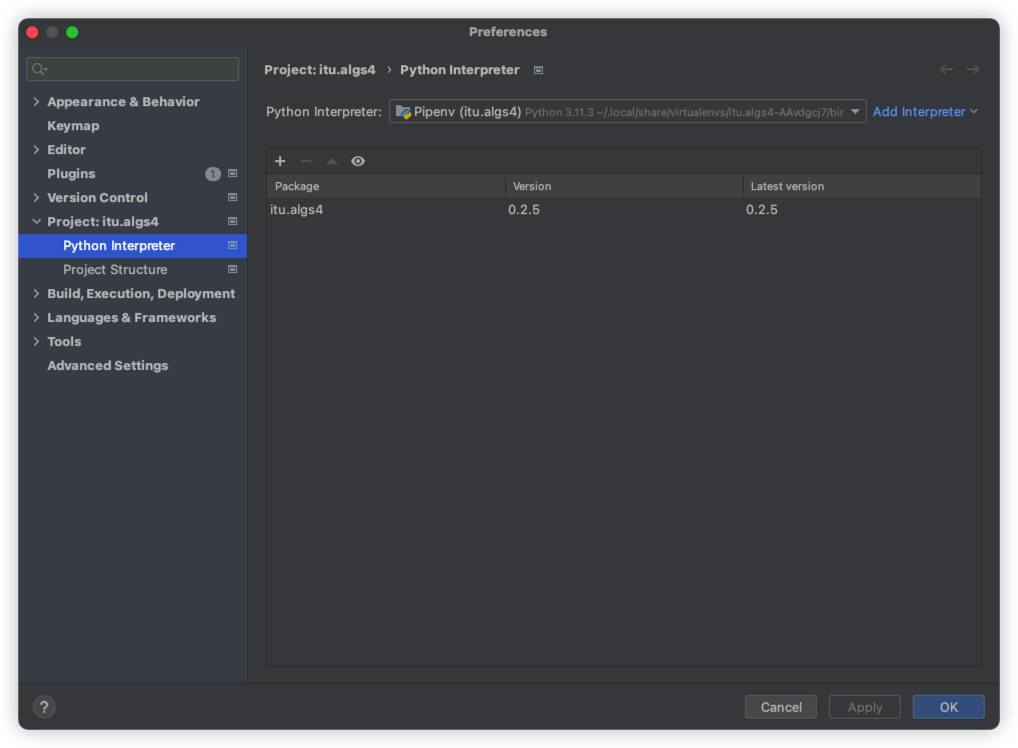 Preferences
Appearance & Behavior
Keymap
Editor
Plugins 1
Version Control
Project: itu.algs4
Python Interpreter
Project Structure
Build, Execution, Deployment
Languages & Frameworks
Tools
Advanced Settings
Project: itu.algs4 › Python Interpreter
Python Interpreter: Pipenv (itu.algs4) Python 3.11.3 ~/.local/share/virtualenvs/itu.algs4-AAvdgcj7/bir Add Interpreter
Package Version Latest version
itu.algs4 0.2.5 0.2.5
? Cancel Apply OK